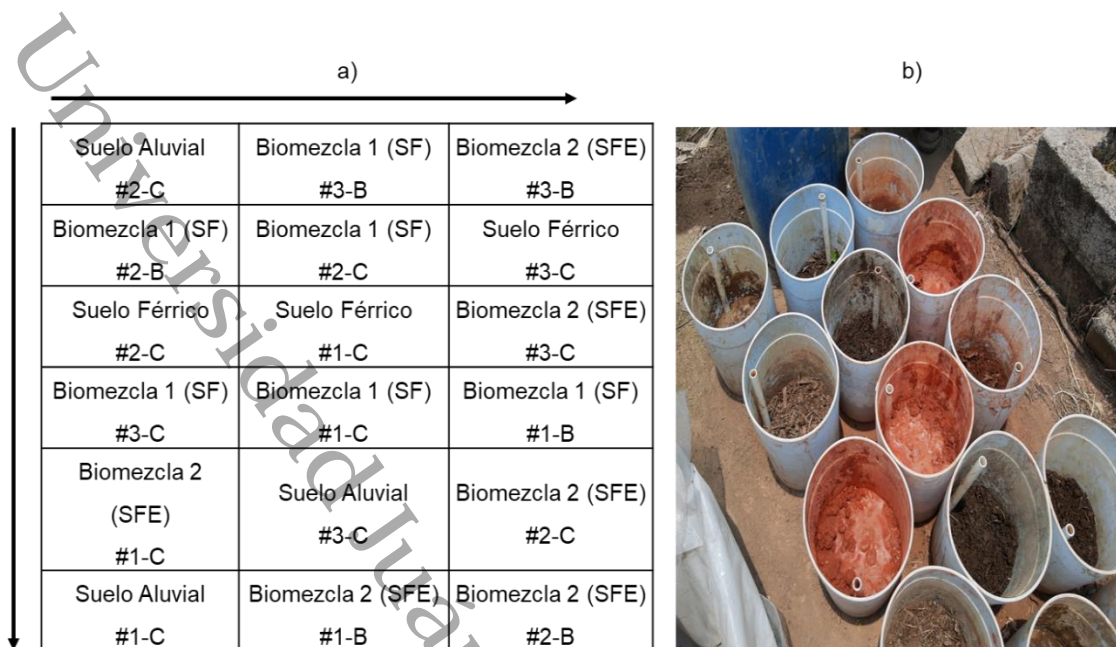 a)
b)
Suelo Aluvial
#2-C
Biomezcla 1 (SF)
#3-B
Biomezcla 2 (SFE)
#3-B
Biomezcla 1 (SF)
#2-B
Biomezcla 1 (SF)
#2-C
Suelo Férrico
#3-C
Suelo Férrico
#2-C
Suelo Férrico
#1-C
Biomezcla 2 (SFE)
#3-C
Biomezcla 1 (SF)
#3-C
Biomezcla 1 (SF)
#1-C
Biomezcla 1 (SF)
#1-B
Biomezcla 2
(SFE)
#1-C
Suelo Aluvial
#3-C
Biomezcla 2 (SFE)
#2-C
Suelo Aluvial
#1-C
Biomezcla 2 (SFE)
#1-B
Biomezcla 2 (SFE)
#2-B
Universidad Juár